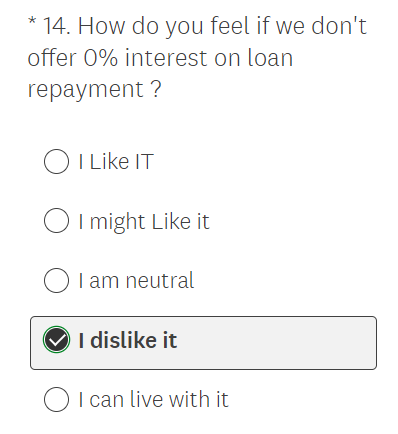 * 14. How do you feel if we don't
offer 0% interest on loan
repayment ?
I Like IT
I might Like it
I am neutral
I dislike it
I can live with it